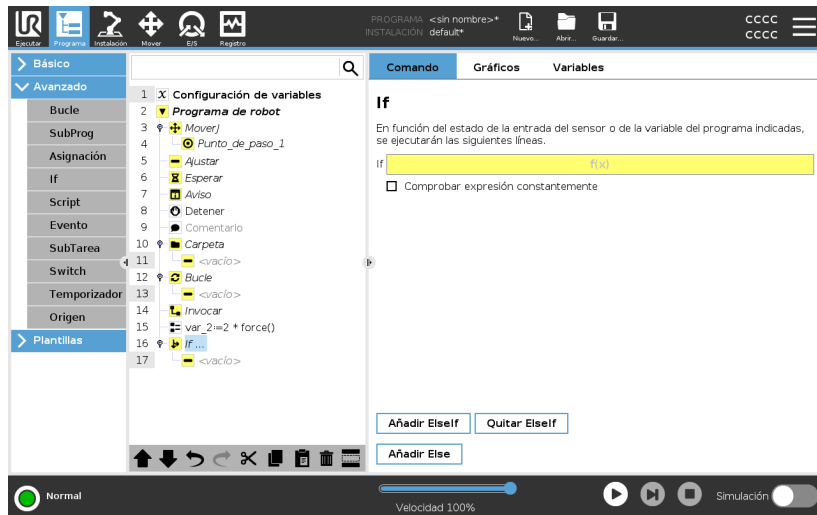 UR
PROGRAMA <sin nombre>*
INSTALACIÓN default*
Ejecutar Programa Instalación Mover E/S Registro
Nuevo... Abrir... Guardar...
CCCC
CCCC
Básico
Avanzado
Bucle
SubProg
Asignación
If
Script
Evento
SubTarea
Switch
Temporizador
Origen
Plantillas
1 X Configuración de variables
2 Programa de robot
3 MoverJ
4 Punto_de_paso_1
5 Ajustar
6 Esperar
7 Aviso
8 Detener
9 Comentario
10 Carpeta
11 <vacío>
12 Bucle
13 <vacío>
14 Invocar
15 var_2:=2 * force()
16 If ...
17 <vacío>
Comando Gráficos Variables
If
En función del estado de la entrada del sensor o de la variable del programa indicadas,
se ejecutarán las siguientes líneas.
If f(x)
Comprobar expresión constantemente
Añadir ElseIf Quitar ElseIf
Añadir Else
Normal
Velocidad 100%
Simulación